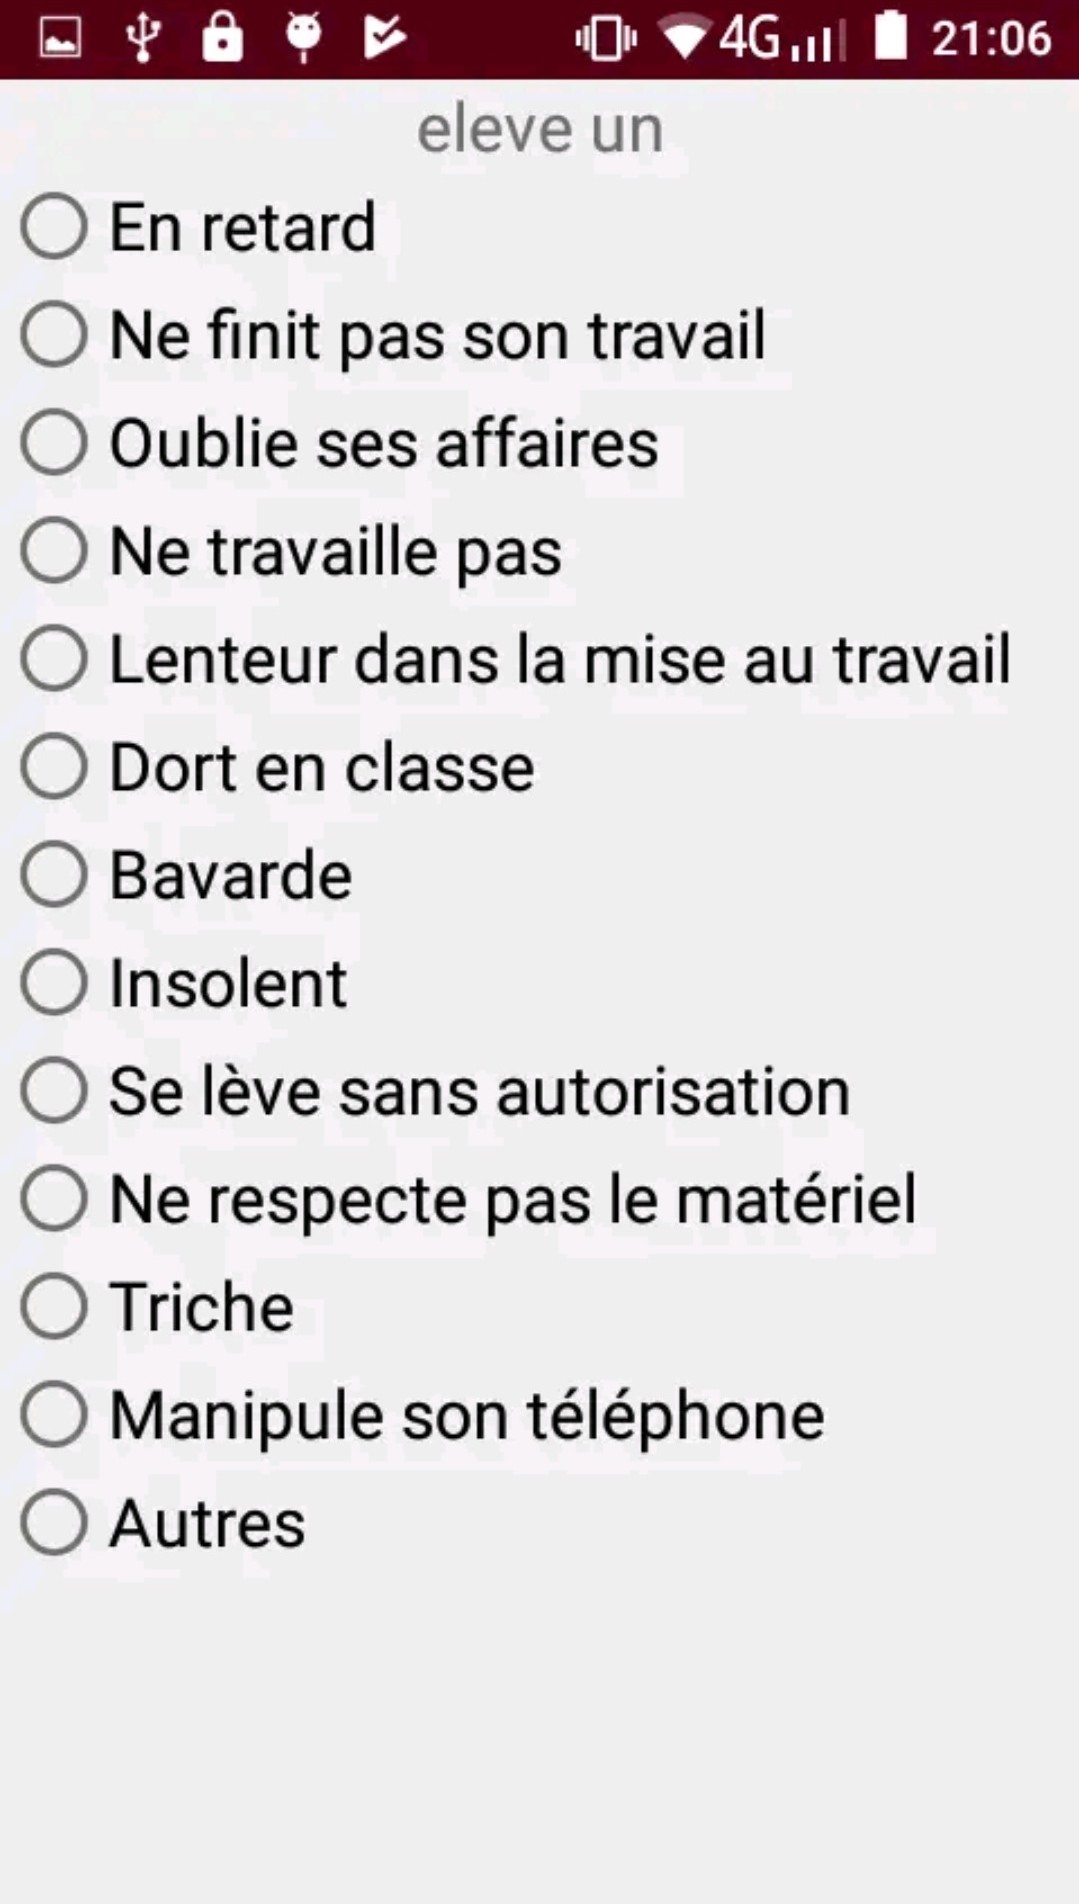 4G 21:06
eleve un
En retard
Ne finit pas son travail
Oublie ses affaires
Ne travaille pas
Lenteur dans la mise au travail
Dort en classe
Bavarde
Insolent
Se lève sans autorisation
Ne respecte pas le matériel
Triche
Manipule son téléphone
Autres